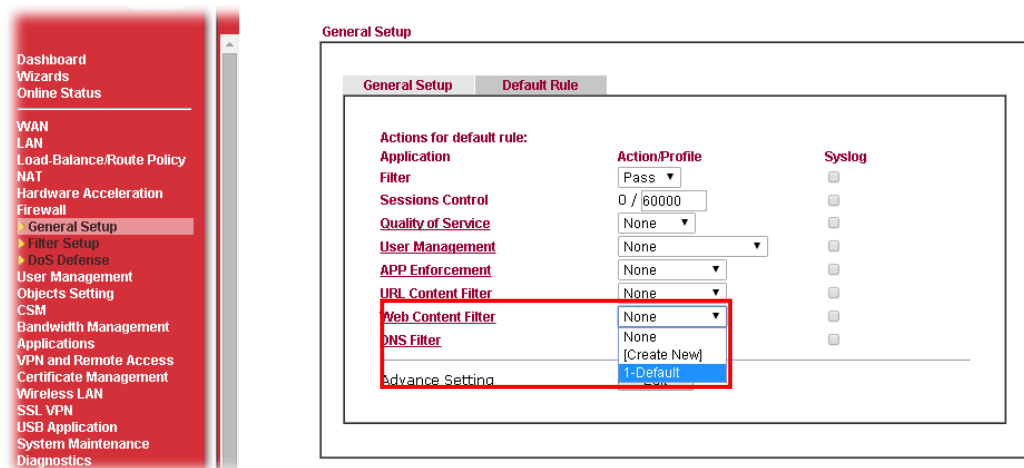 Dashboard
Wizards
Online Status
WAN
LAN
Load-Balance/Route Policy
NAT
Hardware Acceleration
Firewall
General Setup
Filter Setup
DoS Defense
User Management
Objects Setting
CSM
Bandwidth Management
Applications
VPN and Remote Access
Certificate Management
Wireless LAN
SSL VPN
USB Application
System Maintenance
Diagnostics
General Setup
General Setup Default Rule
Actions for default rule:
Application Action/Profile Syslog
Filter Pass
Sessions Control 0 / 60000
Quality of Service None
User Management None
APP Enforcement None
URL Content Filter None
Web Content Filter None
None
DNS Filter
[Create New]
1-Default
Advance Setting